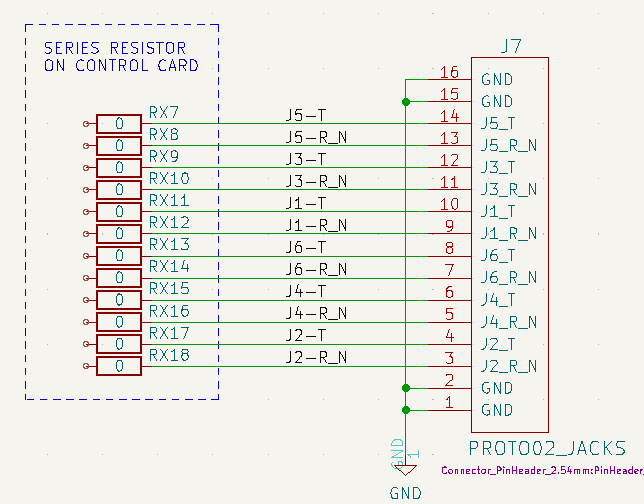 SERIES RESISTOR
ON CONTROL CARD
J7
16 GND
15 GND
0 RX7 J5-T 14 J5_T
0 RX8 J5-R_N 13 J5_R_N
0 RX9 J3-T 12 J3_T
0 RX10 J3-R_N 11 J3_R_N
0 RX11 J1-T 10 J1_T
0 RX12 J1-R_N 9 J1_R_N
0 RX13 J6-T 8 J6_T
0 RX14 J6-R_N 7 J6_R_N
0 RX15 J4-T 6 J4_T
0 RX16 J4-R_N 5 J4_R_N
0 RX17 J2-T 4 J2_T
0 RX18 J2-R_N 3 J2_R_N
2 GND
1 GND
PROTO02_JACKS
Connector_PinHeader_2.54mm:PinHeader_
GND
1
GND